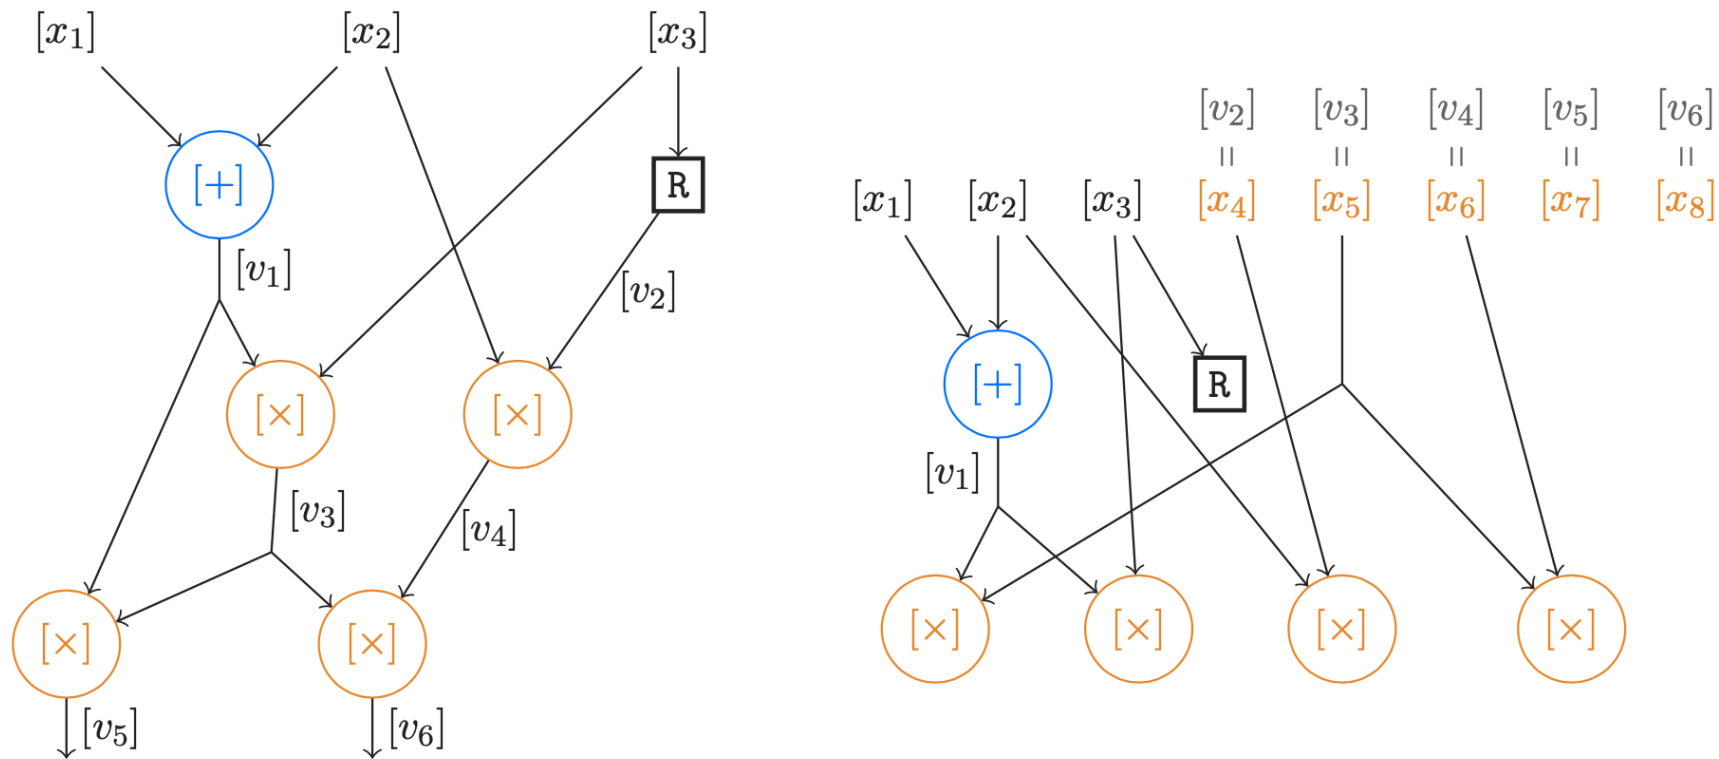 [x₁] [x₂] [x₃]
[+]
R
[v₁]
[v₂]
[×] [×]
[v₃]
[v₄]
[×] [×]
[v₅] [v₆]
[v₂] [v₃] [v₄] [v₅] [v₆]
= = = = =
[x₁] [x₂] [x₃] [x₄] [x₅] [x₆] [x₇] [x₈]
[+]
R
[v₁]
[×] [×] [×] [×]